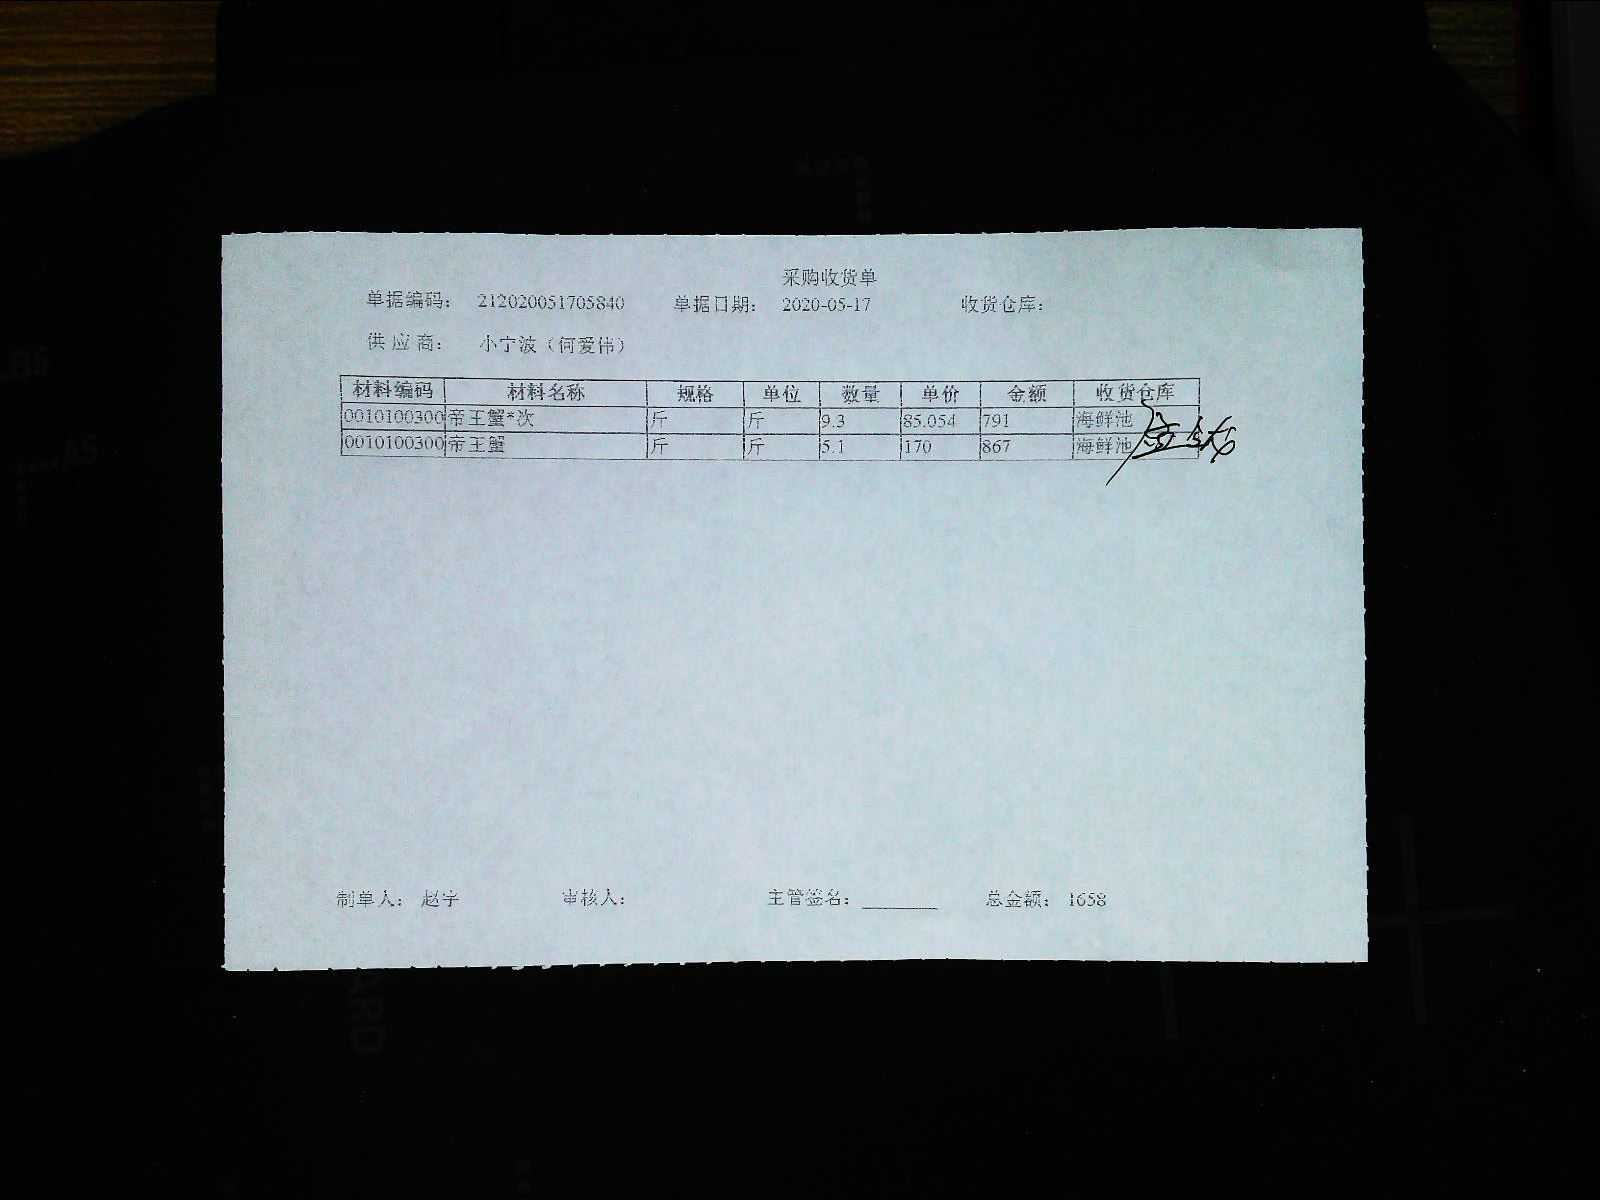 采购收货单
单据编码： 212020051705840 单据日期： 2020-05-17 收货仓库：
供应商： 小宁波（何爱伟）
材料编码 材料名称 规格 单位 数量 单价 金额 收货仓库
0010100300 帝王蟹*次 斤 斤 9.3 85.054 791 海鲜池
0010100300 帝王蟹 斤 斤 5.1 170 867 海鲜池
制单人： 赵宇 审核人： 主管签名： 总金额： 1658